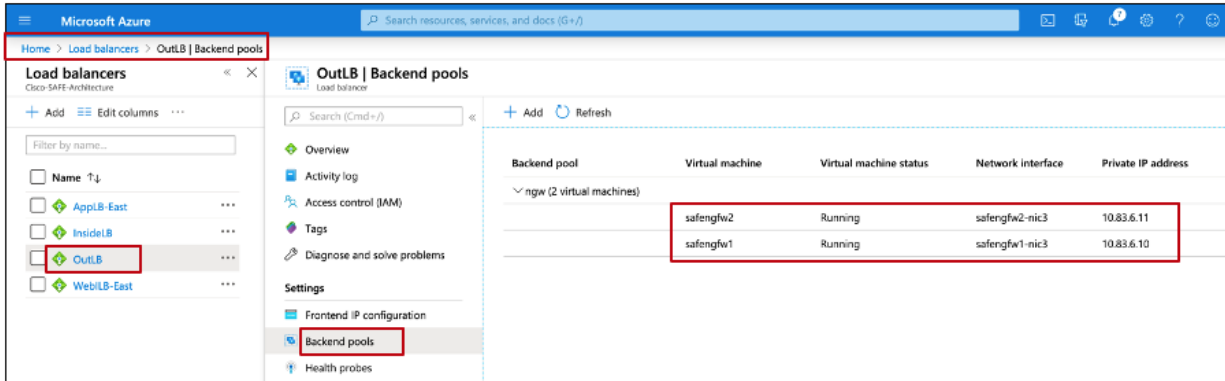 Microsoft Azure
Search resources, services, and docs (G+/)
7
Home > Load balancers > OutLB | Backend pools
Load balancers
Cisco-SAFE-Architecture
+ Add Edit columns ...
Filter by name...
Name ↑↓
AppLB-East ...
InsideLB ...
OutLB ...
WebILB-East ...
OutLB | Backend pools
Load balancer
Search (Cmd+/)
Overview
Activity log
Access control (IAM)
Tags
Diagnose and solve problems
Settings
Frontend IP configuration
Backend pools
Health probes
+ Add Refresh
Backend pool Virtual machine Virtual machine status Network interface Private IP address
ngw (2 virtual machines)
safengfw2 Running safengfw2-nic3 10.83.6.11
safengfw1 Running safengfw1-nic3 10.83.6.10